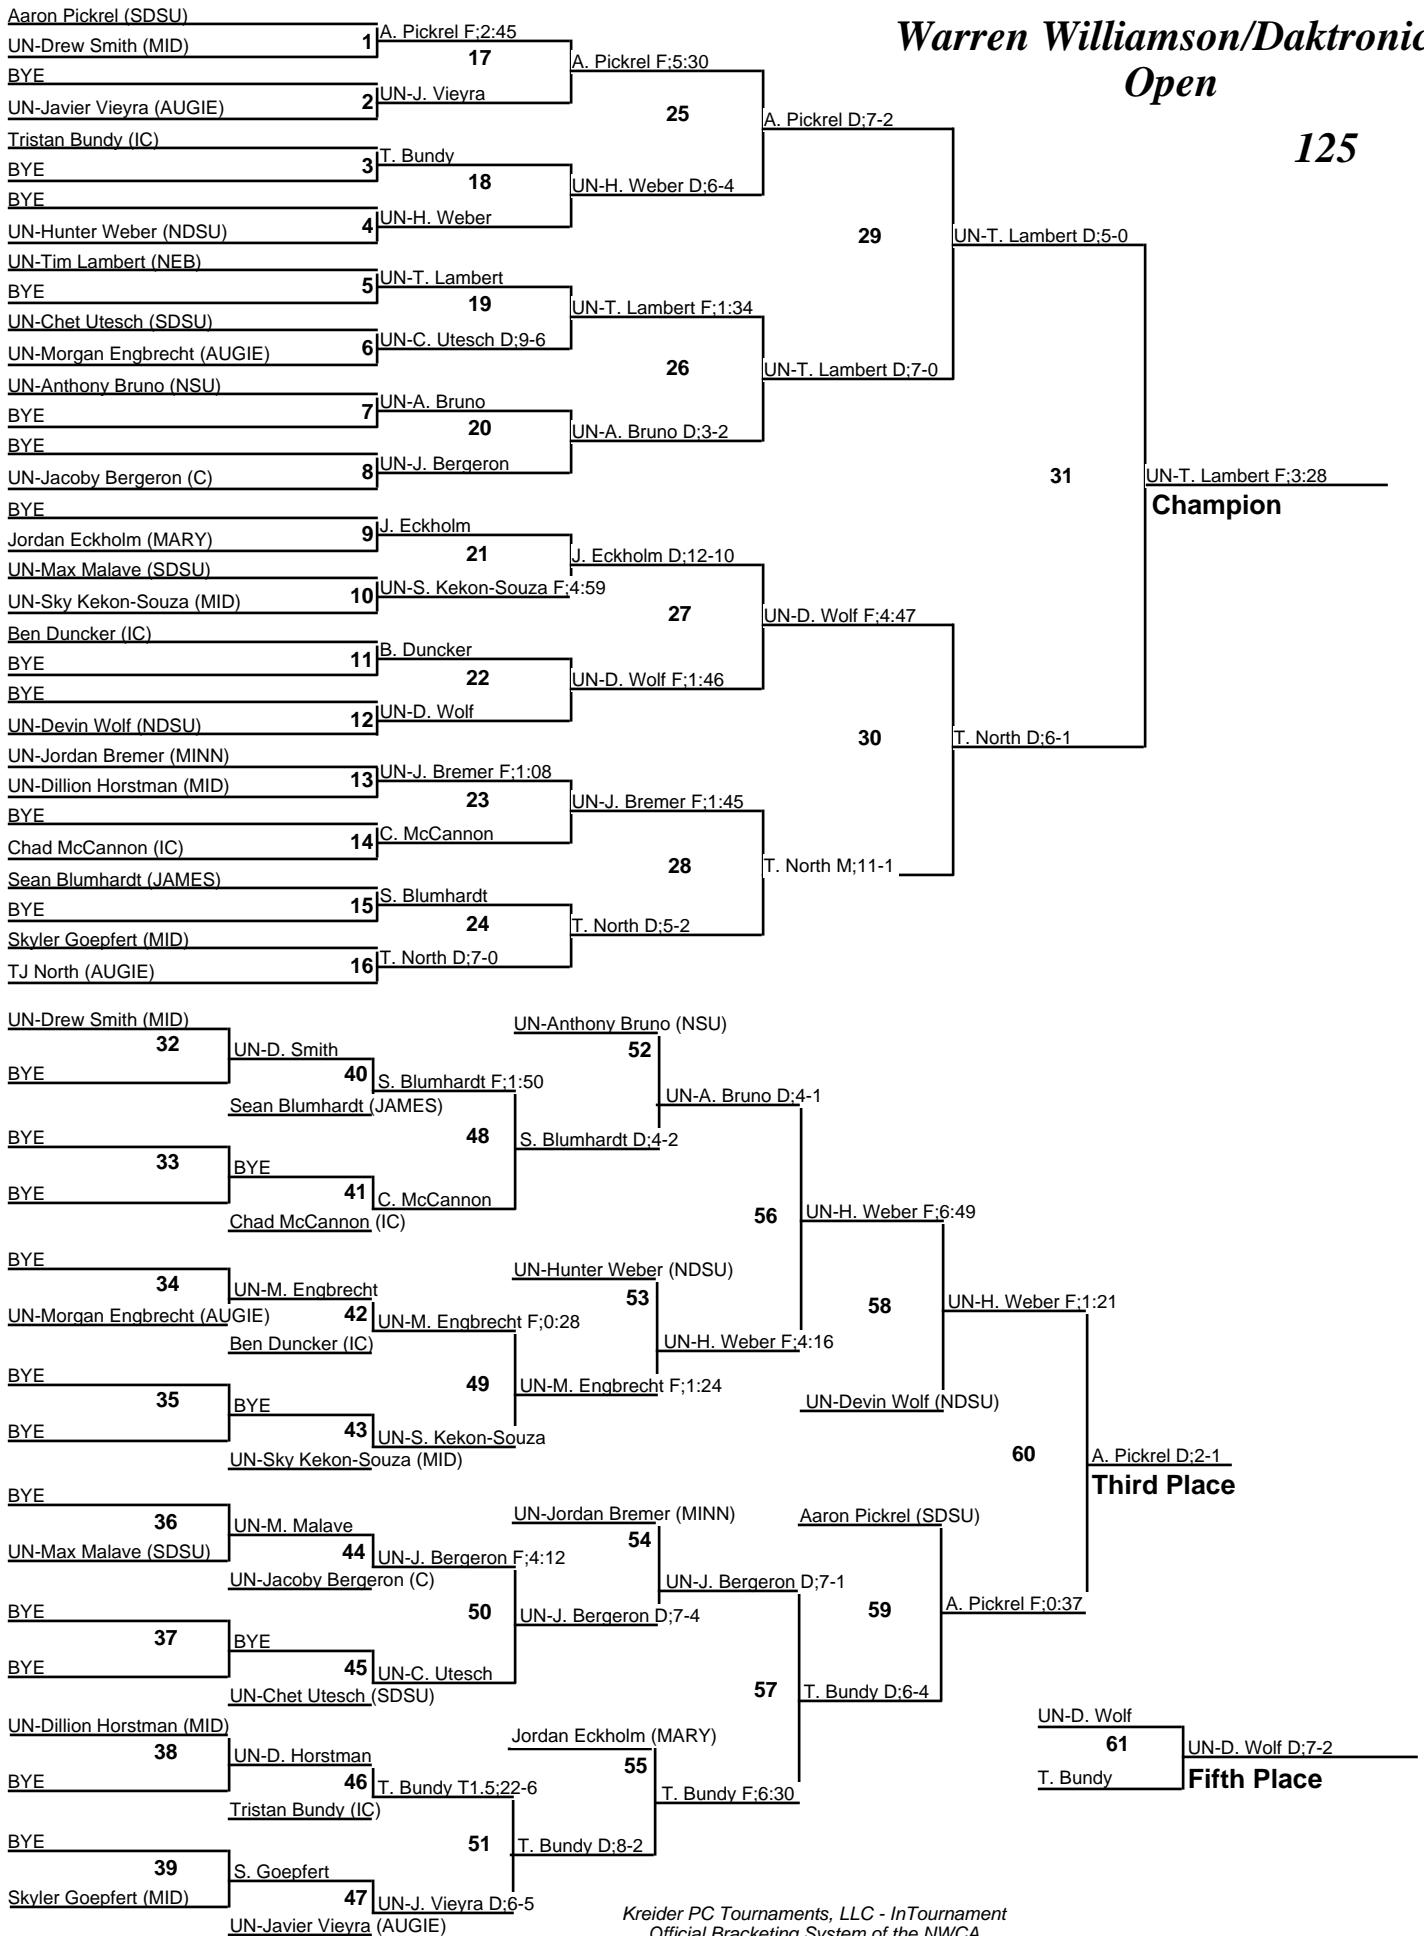 Warren Williamson/Daktronic
Open
125
Aaron Pickrel (SDSU)
UN-Drew Smith (MID)
BYE
UN-Javier Vieyra (AUGIE)
Tristan Bundy (IC)
BYE
BYE
UN-Hunter Weber (NDSU)
UN-Tim Lambert (NEB)
BYE
UN-Chet Utesch (SDSU)
UN-Morgan Engbrecht (AUGIE)
UN-Anthony Bruno (NSU)
BYE
BYE
UN-Jacoby Bergeron (C)
BYE
Jordan Eckholm (MARY)
UN-Max Malave (SDSU)
UN-Sky Kekon-Souza (MID)
Ben Duncker (IC)
BYE
BYE
UN-Devin Wolf (NDSU)
UN-Jordan Bremer (MINN)
UN-Dillion Horstman (MID)
BYE
Chad McCannon (IC)
Sean Blumhardt (JAMES)
BYE
Skyler Goepfert (MID)
TJ North (AUGIE)
1
2
3
4
5
6
7
8
9
10
11
12
13
14
15
16
A. Pickrel F;2:45
17
UN-J. Vieyra
T. Bundy
18
UN-H. Weber
UN-T. Lambert
19
UN-C. Utesch D;9-6
UN-A. Bruno
20
UN-J. Bergeron
J. Eckholm
21
UN-S. Kekon-Souza F;4:59
B. Duncker
22
UN-D. Wolf
UN-J. Bremer F;1:08
23
C. McCannon
S. Blumhardt
24
T. North D;7-0
A. Pickrel F;5:30
25
UN-H. Weber D;6-4
UN-T. Lambert F;1:34
26
UN-A. Bruno D;3-2
J. Eckholm D;12-10
27
UN-D. Wolf F;1:46
UN-J. Bremer F;1:45
28
T. North D;5-2
A. Pickrel D;7-2
29
UN-T. Lambert D;7-0
UN-D. Wolf F;4:47
30
T. North M;11-1
UN-T. Lambert D;5-0
31
T. North D;6-1
UN-T. Lambert F;3:28
Champion
UN-Drew Smith (MID)
32
BYE
BYE
33
BYE
BYE
34
UN-Morgan Engbrecht (AUGIE)
BYE
35
BYE
BYE
36
UN-Max Malave (SDSU)
BYE
37
BYE
UN-Dillion Horstman (MID)
38
BYE
BYE
39
Skyler Goepfert (MID)
UN-D. Smith
40
Sean Blumhardt (JAMES)
BYE
41
Chad McCannon (IC)
UN-M. Engbrecht
42
Ben Duncker (IC)
BYE
43
UN-Sky Kekon-Souza (MID)
UN-M. Malave
44
UN-Jacoby Bergeron (C)
BYE
45
UN-Chet Utesch (SDSU)
UN-D. Horstman
46
Tristan Bundy (IC)
S. Goepfert
47
UN-Javier Vieyra (AUGIE)
S. Blumhardt F;1:50
48
C. McCannon
UN-M. Engbrecht F;0:28
49
UN-S. Kekon-Souza
UN-J. Bergeron F;4:12
50
UN-C. Utesch
T. Bundy T1.5;22-6
51
UN-J. Vieyra D;6-5
UN-Anthony Bruno (NSU)
52
S. Blumhardt D;4-2
UN-Hunter Weber (NDSU)
53
UN-M. Engbrecht F;1:24
UN-Jordan Bremer (MINN)
54
UN-J. Bergeron D;7-4
Jordan Eckholm (MARY)
55
T. Bundy D;8-2
UN-A. Bruno D;4-1
56
UN-H. Weber F;4:16
UN-J. Bergeron D;7-1
57
T. Bundy F;6:30
UN-H. Weber F;6:49
58
UN-Devin Wolf (NDSU)
Aaron Pickrel (SDSU)
59
T. Bundy D;6-4
UN-H. Weber F;1:21
60
A. Pickrel F;0:37
A. Pickrel D;2-1
Third Place
UN-D. Wolf
61
T. Bundy
UN-D. Wolf D;7-2
Fifth Place
Kreider PC Tournaments, LLC - InTournament
Official Bracketing System of the NWCA